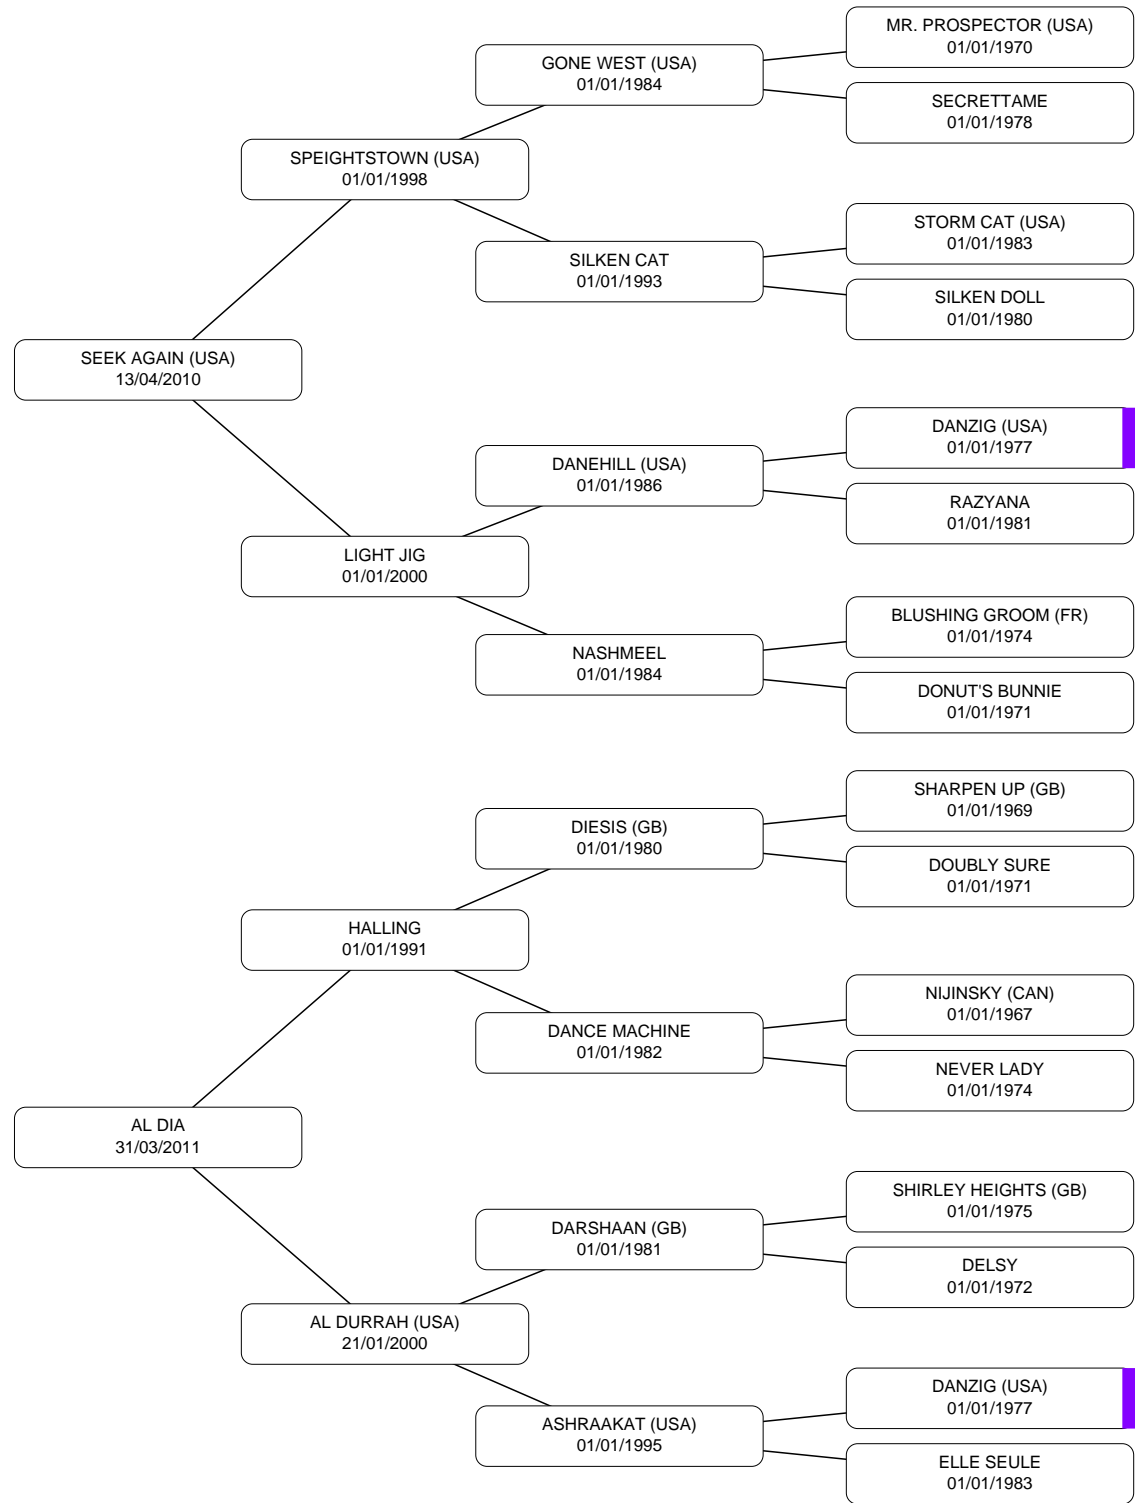 MR. PROSPECTOR (USA)
01/01/1970
GONE WEST (USA)
01/01/1984
SECRETTAME
01/01/1978
SPEIGHTSTOWN (USA)
01/01/1998
STORM CAT (USA)
01/01/1983
SILKEN CAT
01/01/1993
SILKEN DOLL
01/01/1980
SEEK AGAIN (USA)
13/04/2010
DANZIG (USA)
01/01/1977
DANEHILL (USA)
01/01/1986
RAZYANA
01/01/1981
LIGHT JIG
01/01/2000
BLUSHING GROOM (FR)
01/01/1974
NASHMEEL
01/01/1984
DONUT'S BUNNIE
01/01/1971
SHARPEN UP (GB)
01/01/1969
DIESIS (GB)
01/01/1980
DOUBLY SURE
01/01/1971
HALLING
01/01/1991
NIJINSKY (CAN)
01/01/1967
DANCE MACHINE
01/01/1982
NEVER LADY
01/01/1974
AL DIA
31/03/2011
SHIRLEY HEIGHTS (GB)
01/01/1975
DARSHAAN (GB)
01/01/1981
DELSY
01/01/1972
AL DURRAH (USA)
21/01/2000
DANZIG (USA)
01/01/1977
ASHRAAKAT (USA)
01/01/1995
ELLE SEULE
01/01/1983